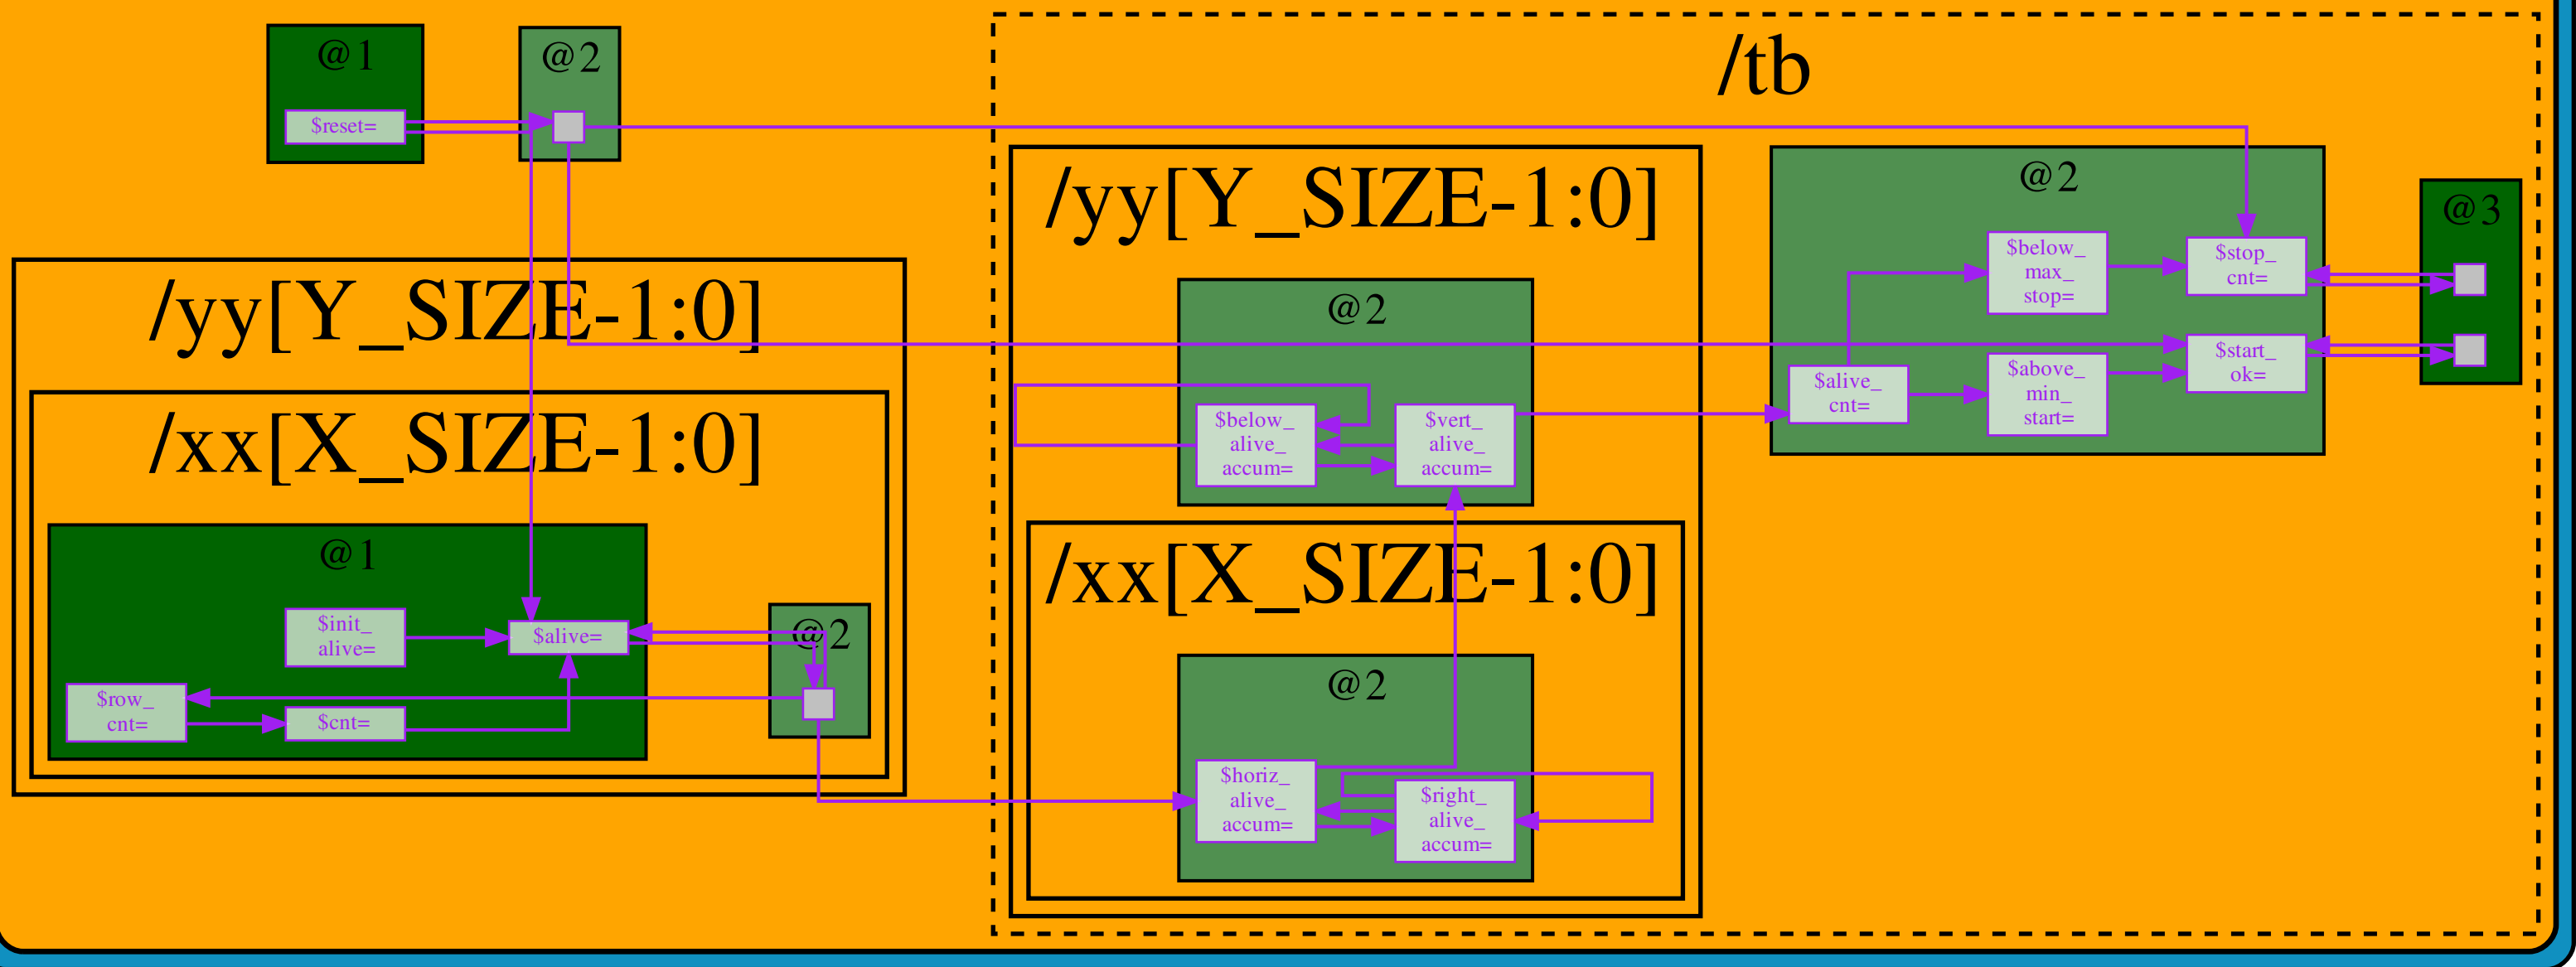 @1
$reset=
@2
/yy[Y_SIZE-1:0]
/xx[X_SIZE-1:0]
@1
$init_
alive=
$alive=
$row_
cnt=
$cnt=
@2
/tb
/yy[Y_SIZE-1:0]
@2
$below_
alive_
accum=
$vert_
alive_
accum=
/xx[X_SIZE-1:0]
@2
$horiz_
alive_
accum=
$right_
alive_
accum=
@2
$below_
max_
stop=
$stop_
cnt=
$alive_
cnt=
$above_
min_
start=
$start_
ok=
@3